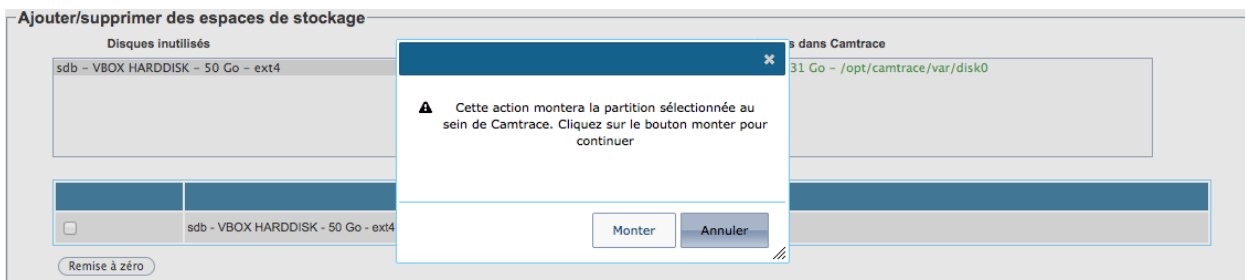 Ajouter/supprimer des espaces de stockage
Disques inutilisés
s dans Camtrace
sdb - VBOX HARDDISK - 50 Go - ext4
31 Go - /opt/camtrace/var/disk0
Cette action montera la partition sélectionnée au
sein de Camtrace. Cliquez sur le bouton monter pour
continuer
sdb - VBOX HARDDISK - 50 Go - ext4
Monter
Annuler
Remise à zéro